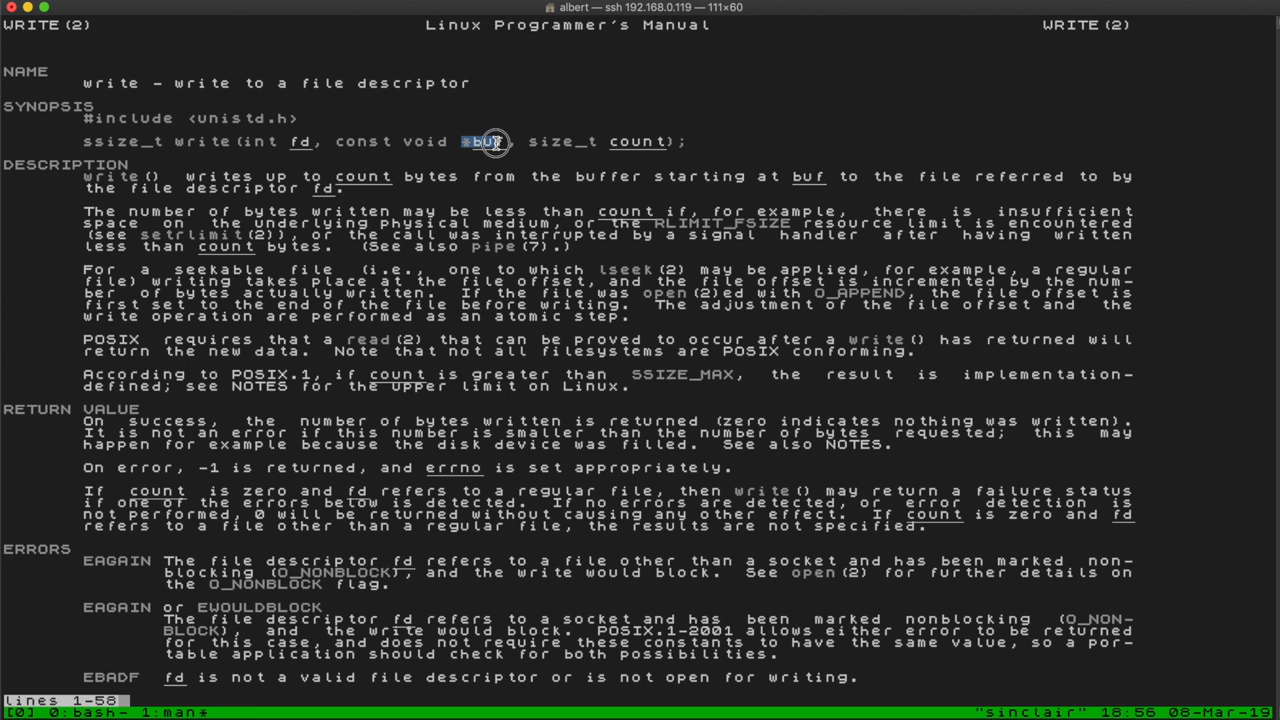 albert — ssh 192.168.0.119 — 111×60
WRITE(2) Linux Programmer's Manual WRITE(2)
NAME
write - write to a file descriptor
SYNOPSIS
#include <unistd.h>
ssize_t write(int fd, const void *buf, size_t count);
DESCRIPTION
write() writes up to count bytes from the buffer starting at buf to the file referred to by
the file descriptor fd.
The number of bytes written may be less than count if, for example, there is insufficient
space on the underlying physical medium, or the RLIMIT_FSIZE resource limit is encountered
(see setrlimit(2)), or the call was interrupted by a signal handler after having written
less than count bytes. (See also pipe(7).)
For a seekable file (i.e., one to which lseek(2) may be applied, for example, a regular
file) writing takes place at the file offset, and the file offset is incremented by the num-
ber of bytes actually written. If the file was open(2)ed with O_APPEND, the file offset is
first set to the end of the file before writing. The adjustment of the file offset and the
write operation are performed as an atomic step.
POSIX requires that a read(2) that can be proved to occur after a write() has returned will
return the new data. Note that not all filesystems are POSIX conforming.
According to POSIX.1, if count is greater than SSIZE_MAX, the result is implementation-
defined; see NOTES for the upper limit on Linux.
RETURN VALUE
On success, the number of bytes written is returned (zero indicates nothing was written).
It is not an error if this number is smaller than the number of bytes requested; this may
happen for example because the disk device was filled. See also NOTES.
On error, -1 is returned, and errno is set appropriately.
If count is zero and fd refers to a regular file, then write() may return a failure status
if one of the errors below is detected. If no errors are detected, or error detection is
not performed, 0 will be returned without causing any other effect. If count is zero and fd
refers to a file other than a regular file, the results are not specified.
ERRORS
EAGAIN The file descriptor fd refers to a file other than a socket and has been marked non-
blocking (O_NONBLOCK), and the write would block. See open(2) for further details on
the O_NONBLOCK flag.
EAGAIN or EWOULDBLOCK
The file descriptor fd refers to a socket and has been marked nonblocking (O_NON-
BLOCK), and the write would block. POSIX.1-2001 allows either error to be returned
for this case, and does not require these constants to have the same value, so a por-
table application should check for both possibilities.
EBADF fd is not a valid file descriptor or is not open for writing.
lines 1-58
[0] 0:bash- 1:man* "sinclair" 18:56 08-Mar-19